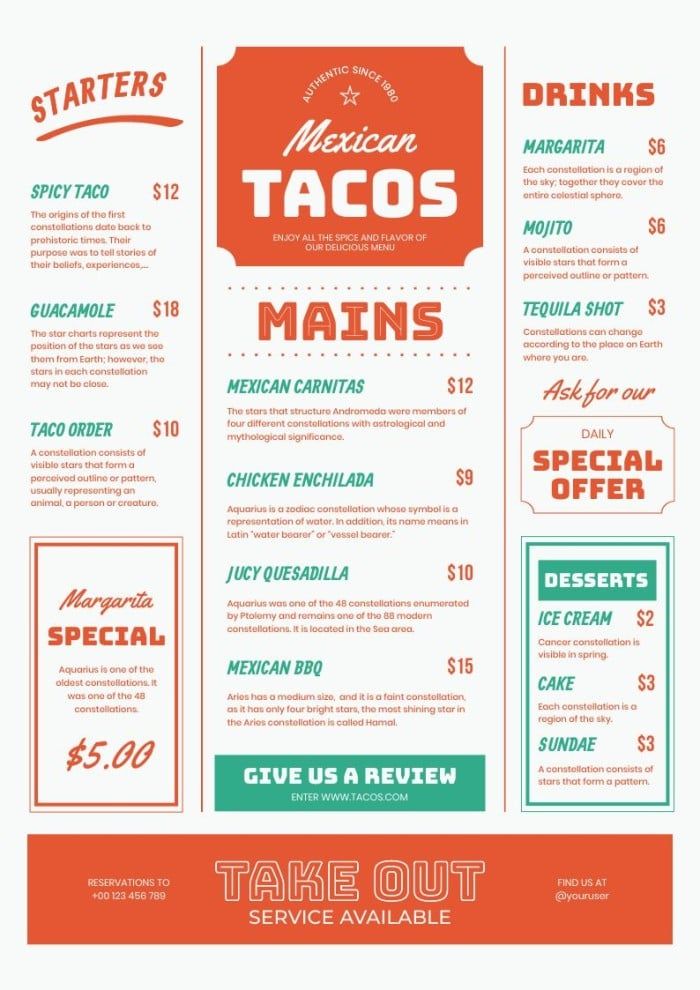 STARTERS
SPICY TACO $12
The origins of the first
constellations date back to
prehistoric times. Their
purpose was to tell stories of
their beliefs, experiences,...
GUACAMOLE $18
The star charts represent the
position of the stars as we see
them from Earth; however, the
stars in each constellation
may not be close.
TACO ORDER $10
A constellation consists of
visible stars that form a
perceived outline or pattern,
usually representing an
animal, a person or creature.
Margarita
SPECIAL
Aquarius is one of the
oldest constellations. It
was one of the 48
constellations.
$5.00
AUTHENTIC SINCE 1980
Mexican
TACOS
ENJOY ALL THE SPICE AND FLAVOR OF
OUR DELICIOUS MENU
MAINS
MEXICAN CARNITAS $12
The stars that structure Andromeda were members of
four different constellations with astrological and
mythological significance.
CHICKEN ENCHILADA $9
Aquarius is a zodiac constellation whose symbol is a
representation of water. In addition, its name means in
Latin "water bearer" or "vessel bearer."
JUCY QUESADILLA $10
Aquarius was one of the 48 constellations enumerated
by Ptolemy and remains one of the 88 modern
constellations. It is located in the Sea area.
MEXICAN BBQ $15
Aries has a medium size, and it is a faint constellation,
as it has only four bright stars, the most shining star in
the Aries constellation is called Hamal.
GIVE US A REVIEW
ENTER WWW.TACOS.COM
DRINKS
MARGARITA $6
Each constellation is a region of
the sky; together they cover the
entire celestial sphere.
MOJITO $6
A constellation consists of
visible stars that form a
perceived outline or pattern.
TEQUILA SHOT $3
Constellations can change
according to the place on Earth
where you are.
Ask for our
DAILY
SPECIAL
OFFER
DESSERTS
ICE CREAM $2
Cancer constellation is
visible in spring.
CAKE $3
Each constellation is a
region of the sky.
SUNDAE $3
A constellation consists of
stars that form a pattern.
RESERVATIONS TO
+00 123 456 789
TAKE OUT
SERVICE AVAILABLE
FIND US AT
@youruser